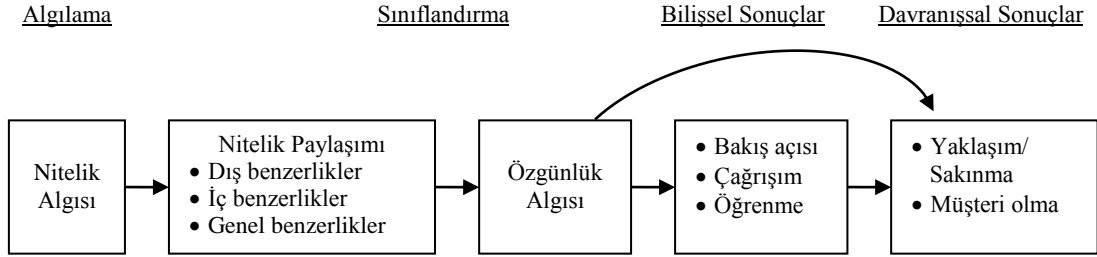 Algılama
Sınıflandırma
Bilişsel Sonuçlar
Davranışsal Sonuçlar
Nitelik
Algısı
Nitelik Paylaşımı
• Dış benzerlikler
• İç benzerlikler
• Genel benzerlikler
Özgünlük
Algısı
• Bakış açısı
• Çağrışım
• Öğrenme
• Yaklaşım/
Sakınma
• Müşteri olma